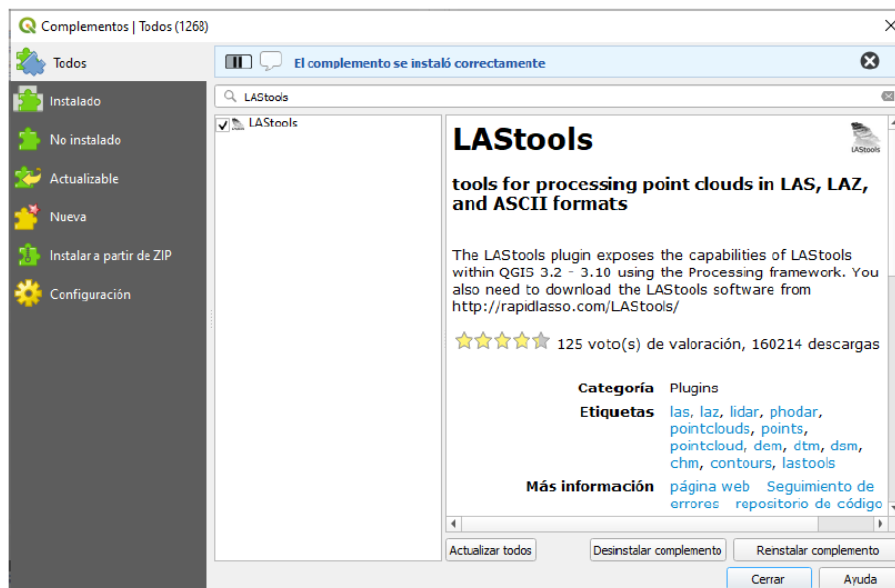 Complementos | Todos (1268)
Todos
Instalado
No instalado
Actualizable
Nueva
Instalar a partir de ZIP
Configuración
El complemento se instaló correctamente
LAStools
LAStools
LAStools
LAStools
tools for processing point clouds in LAS, LAZ,
and ASCII formats
The LAStools plugin exposes the capabilities of LAStools
within QGIS 3.2 - 3.10 using the Processing framework. You
also need to download the LAStools software from
http://rapidlasso.com/LAStools/
125 voto(s) de valoración, 160214 descargas
Categoría Plugins
Etiquetas las, laz, lidar, phodar,
pointclouds, points,
pointcloud, dem, dtm, dsm,
chm, contours, lastools
Más información página web Seguimiento de
errores repositorio de código
Actualizar todos Desinstalar complemento Reinstalar complemento
Cerrar Ayuda